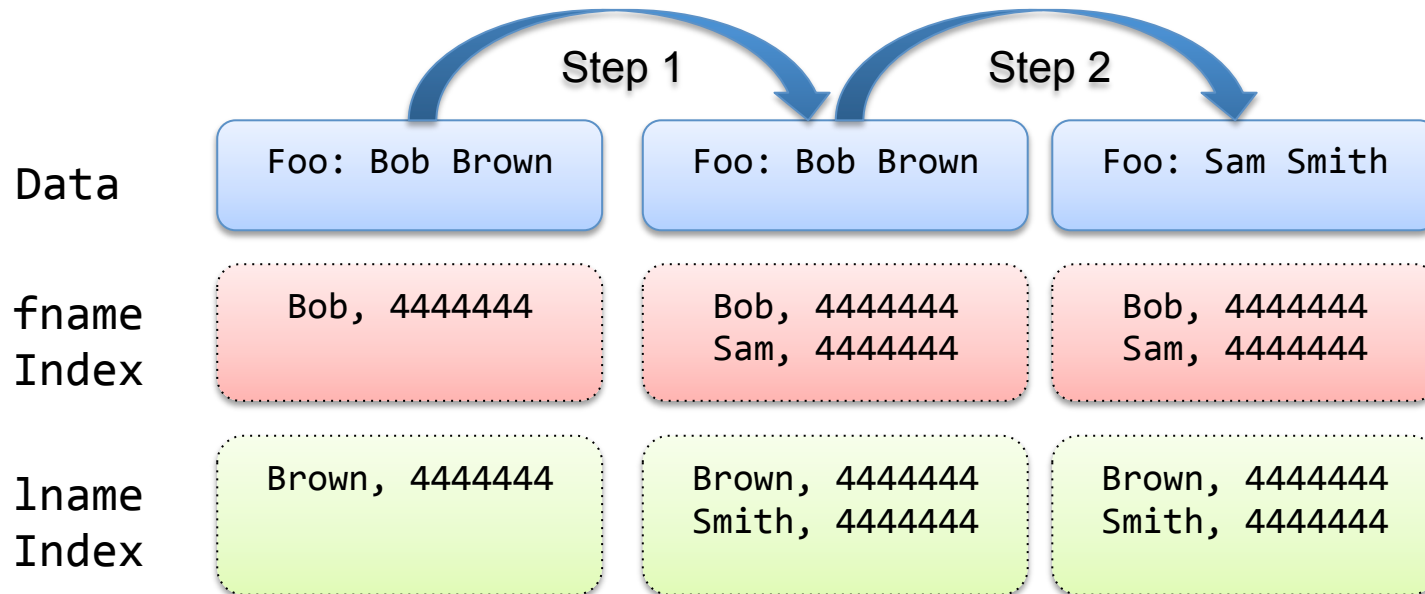 Step 1
Step 2
Data
Foo: Bob Brown
Foo: Bob Brown
Foo: Sam Smith
fname
Index
Bob, 4444444
Bob, 4444444
Sam, 4444444
Bob, 4444444
Sam, 4444444
lname
Index
Brown, 4444444
Brown, 4444444
Smith, 4444444
Brown, 4444444
Smith, 4444444